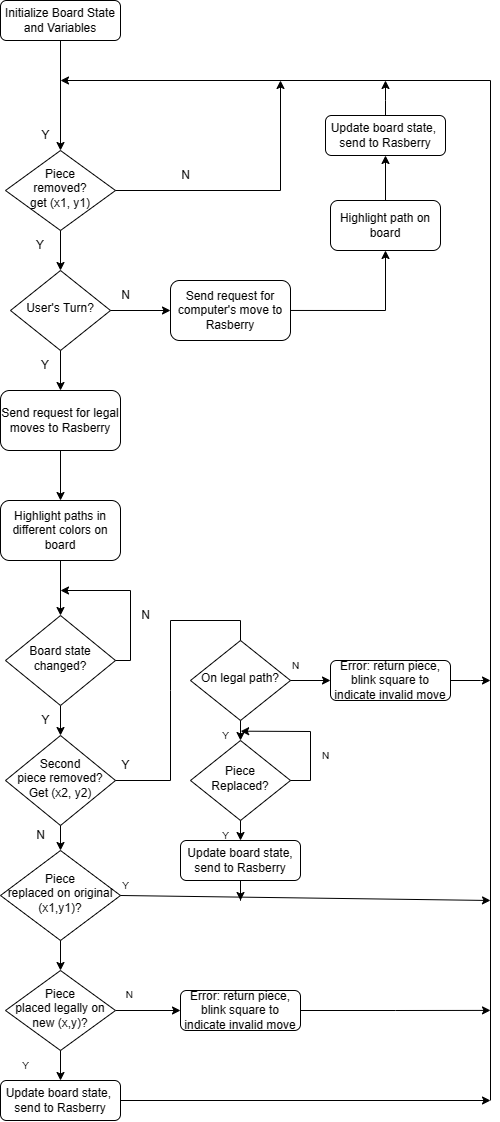 Initialize Board State
and Variables
Update board state,
send to Rasberry
Y
Piece
removed?
get (x1, y1)
N
Highlight path on
board
Y
User's Turn?
N
Send request for
computer's move to
Rasberry
Y
Send request for legal
moves to Rasberry
Highlight paths in
different colors on
board
N
Board state
changed?
On legal path?
N
Error: return piece,
blink square to
indicate invalid move
Y
Y
Second
piece removed?
Get (x2, y2)
Y
Piece
Replaced?
N
N
Y
Update board state,
send to Rasberry
Piece
replaced on original
(x1,y1)?
Y
Piece
placed legally on
new (x,y)?
N
Error: return piece,
blink square to
indicate invalid move
Y
Update board state,
send to Rasberry